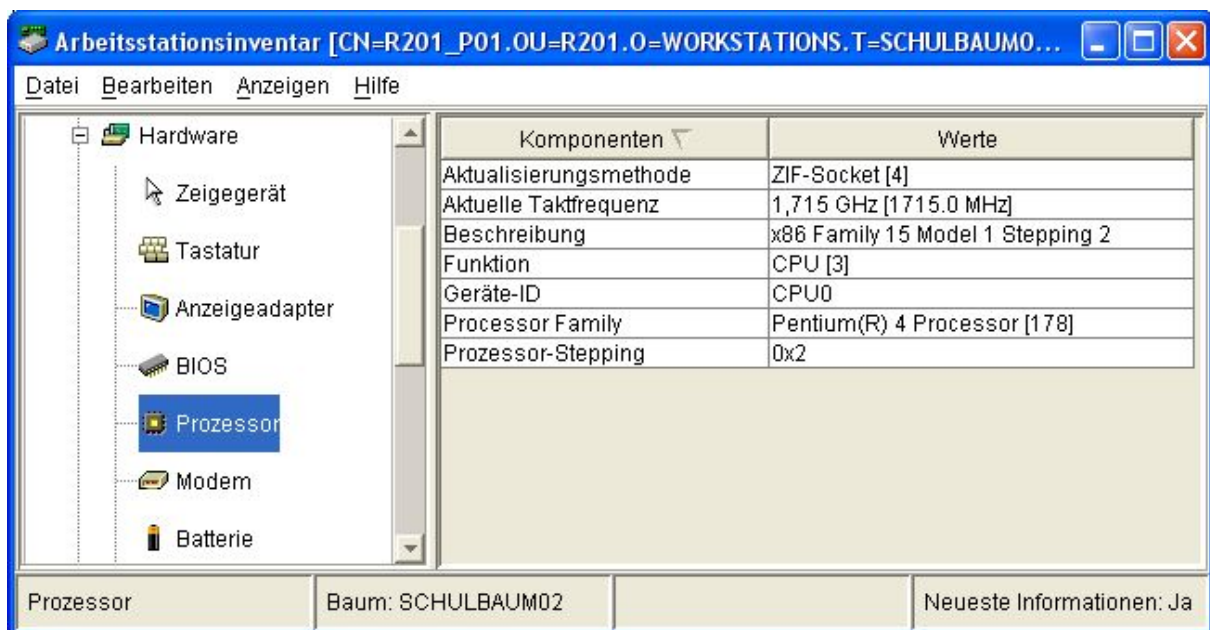 Arbeitsstationsinventar [CN=R201_P01.OU=R201.O=WORKSTATIONS.T=SCHULBAUM0...
Datei Bearbeiten Anzeigen Hilfe
Hardware
Zeigegerät
Tastatur
Anzeigeadapter
BIOS
Prozessor
Modem
Batterie
Komponenten Werte
Aktualisierungsmethode ZIF-Socket [4]
Aktuelle Taktfrequenz 1,715 GHz [1715.0 MHz]
Beschreibung x86 Family 15 Model 1 Stepping 2
Funktion CPU [3]
Geräte-ID CPU0
Processor Family Pentium(R) 4 Processor [178]
Prozessor-Stepping 0x2
Prozessor Baum: SCHULBAUM02 Neueste Informationen: Ja